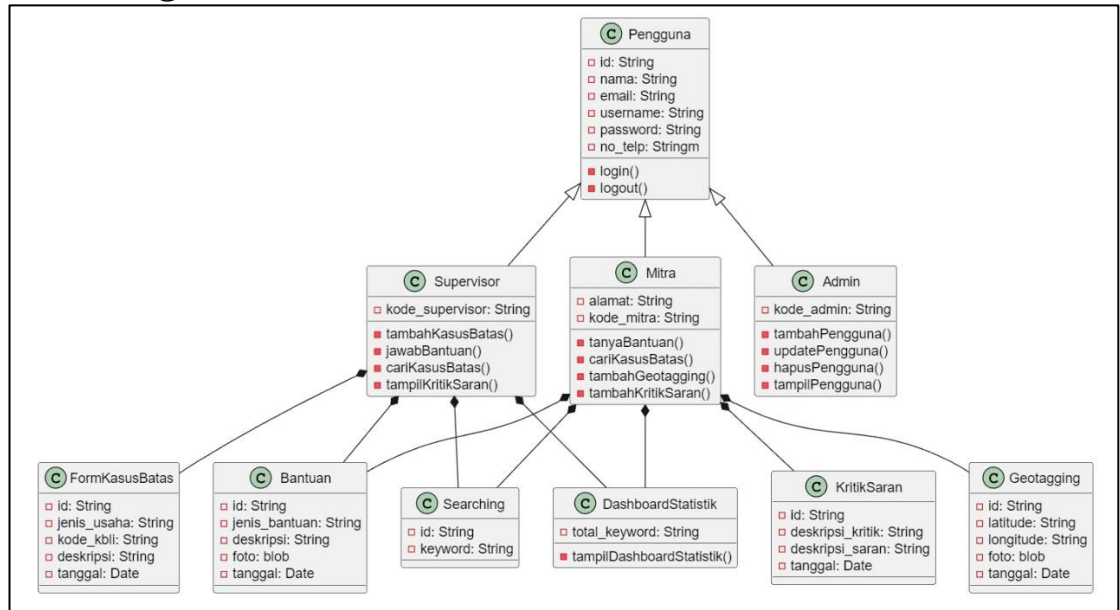 C Pengguna
id: String
nama: String
email: String
username: String
password: String
no_telp: Stringm
login()
logout()
C Supervisor
kode_supervisor: String
tambahKasusBatas()
jawabBantuan()
cariKasusBatas()
tampilKritikSaran()
C Mitra
alamat: String
kode_mitra: String
tanyaBantuan()
cariKasusBatas()
tambahGeotagging()
tambahKritikSaran()
C Admin
kode_admin: String
tambahPengguna()
updatePengguna()
hapusPengguna()
tampilPengguna()
C FormKasusBatas
id: String
jenis_usaha: String
kode_kbli: String
deskripsi: String
tanggal: Date
C Bantuan
id: String
jenis_bantuan: String
deskripsi: String
foto: blob
tanggal: Date
C Searching
id: String
keyword: String
C DashboardStatistik
total_keyword: String
tampilDashboardStatistik()
C KritikSaran
id: String
deskripsi_kritik: String
deskripsi_saran: String
tanggal: Date
C Geotagging
id: String
latitude: String
longitude: String
foto: blob
tanggal: Date